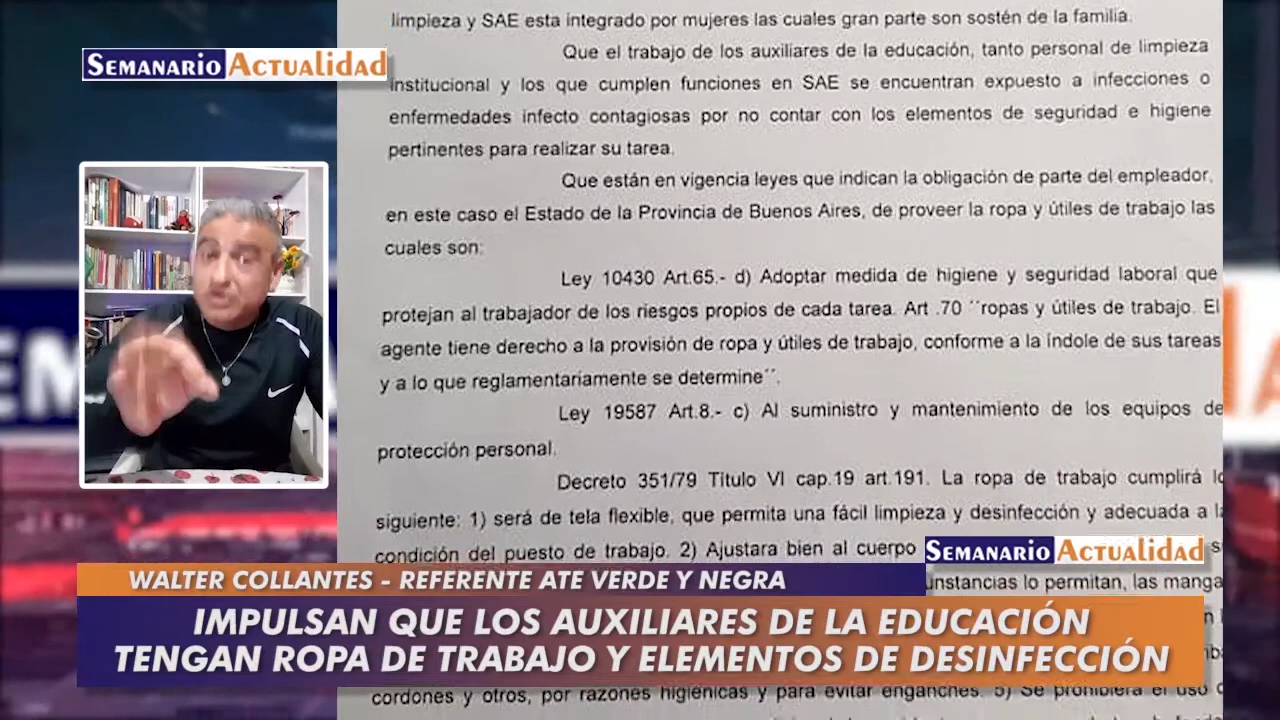 limpieza y SAE esta integrado por mujeres las cuales gran parte son sostén de la familia.
Que el trabajo de los auxiliares de la educación, tanto personal de limpieza
institucional y los que cumplen funciones en SAE se encuentran expuesto a infecciones o
enfermedades infecto contagiosas por no contar con los elementos de seguridad e higiene
pertinentes para realizar su tarea.
Que están en vigencia leyes que indican la obligación de parte del empleador,
en este caso el Estado de la Provincia de Buenos Aires, de proveer la ropa y útiles de trabajo las
cuales son:
Ley 10430 Art.65.- d) Adoptar medida de higiene y seguridad laboral que
protejan al trabajador de los riesgos propios de cada tarea. Art .70 ´´ropas y útiles de trabajo. El
agente tiene derecho a la provisión de ropa y útiles de trabajo, conforme a la índole de sus tareas
y a lo que reglamentariamente se determine´´.
Ley 19587 Art.8.- c) Al suministro y mantenimiento de los equipos de
protección personal.
Decreto 351/79 Título VI cap.19 art.191. La ropa de trabajo cumplirá lo
siguiente: 1) será de tela flexible, que permita una fácil limpieza y desinfección y adecuada a la
condición del puesto de trabajo. 2) Ajustara bien al cuerpo
unstancias lo permitan, las manga
cordones y otros, por razones higiénicas y para evitar enganches. 5) Se prohibirá el uso
SEMANARIO ACTUALIDAD
SEMANARIO ACTUALIDAD
WALTER COLLANTES - REFERENTE ATE VERDE Y NEGRA
IMPULSAN QUE LOS AUXILIARES DE LA EDUCACIÓN
TENGAN ROPA DE TRABAJO Y ELEMENTOS DE DESINFECCIÓN